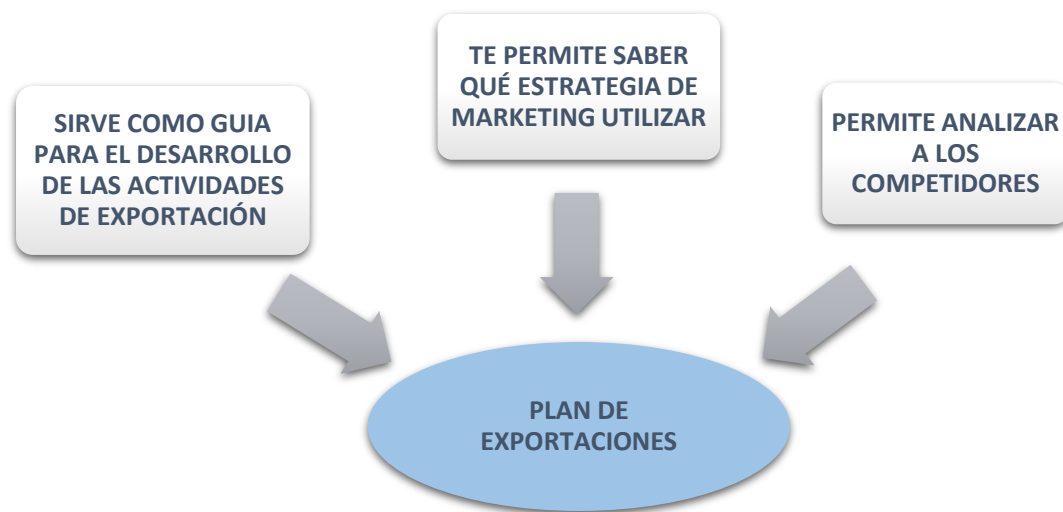 SIRVE COMO GUIA
PARA EL DESARROLLO
DE LAS ACTIVIDADES
DE EXPORTACIÓN
TE PERMITE SABER
QUÉ ESTRATEGIA DE
MARKETING UTILIZAR
PERMITE ANALIZAR
A LOS
COMPETIDORES
PLAN DE
EXPORTACIONES